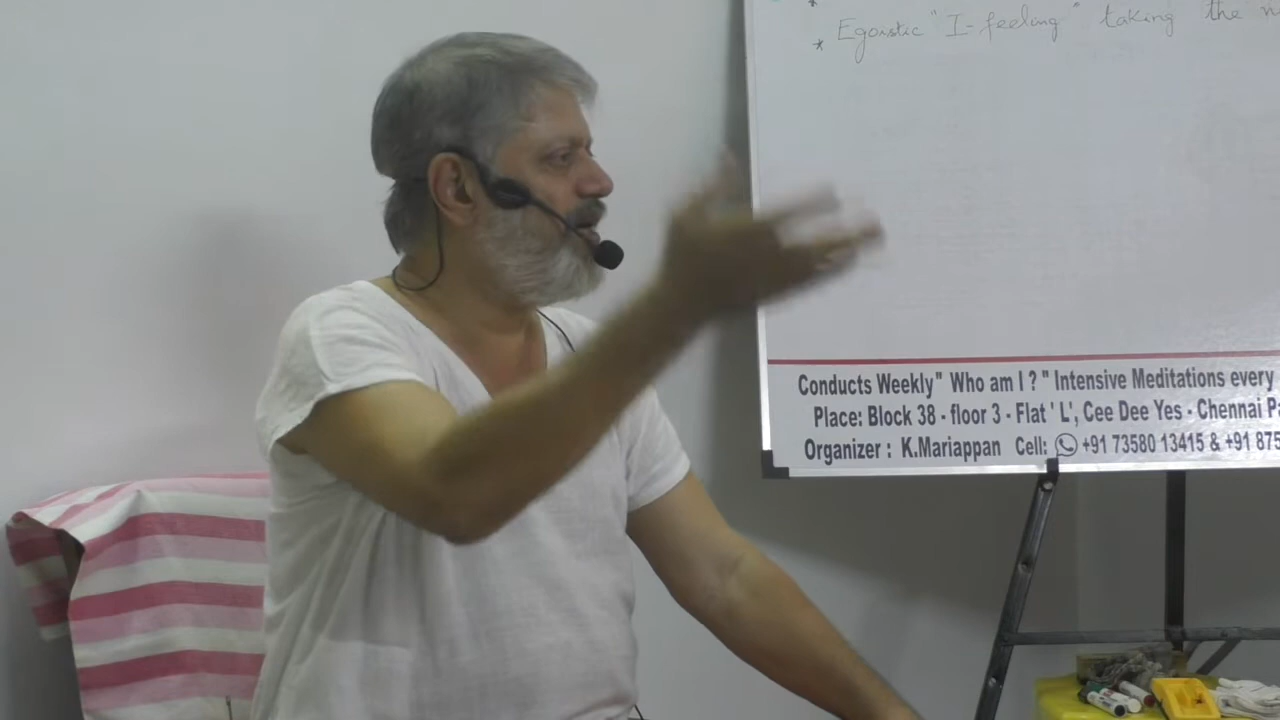 * Egoistic "I-feeling" taking the
Conducts Weekly" Who am I ? " Intensive Meditations every
Place: Block 38 - floor 3 - Flat ' L', Cee Dee Yes - Chennai
Organizer : K.Mariappan Cell: +91 73580 13415 & +91 875